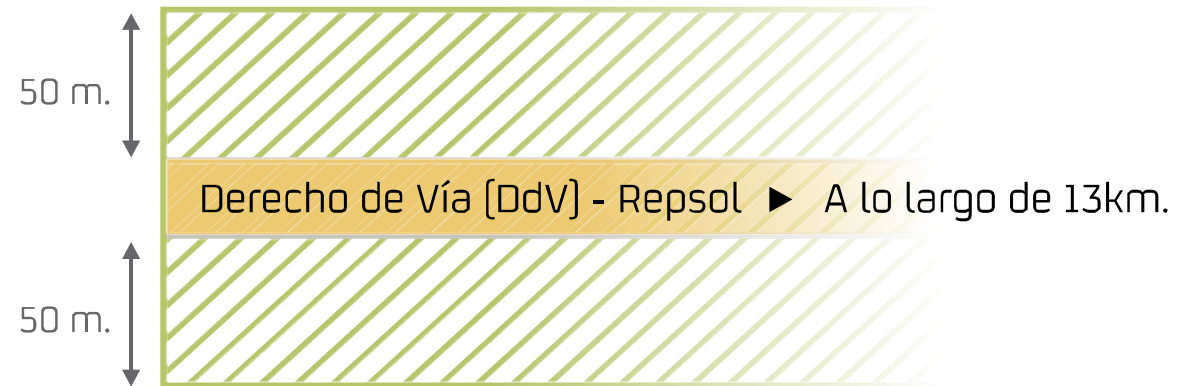 50 m.
Derecho de Vía (DdV) - Repsol ► A lo largo de 13km.
50 m.